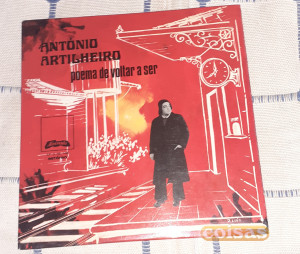 ANTÓNIO
ARTILHEIRO
poema de voltar a ser
coisas